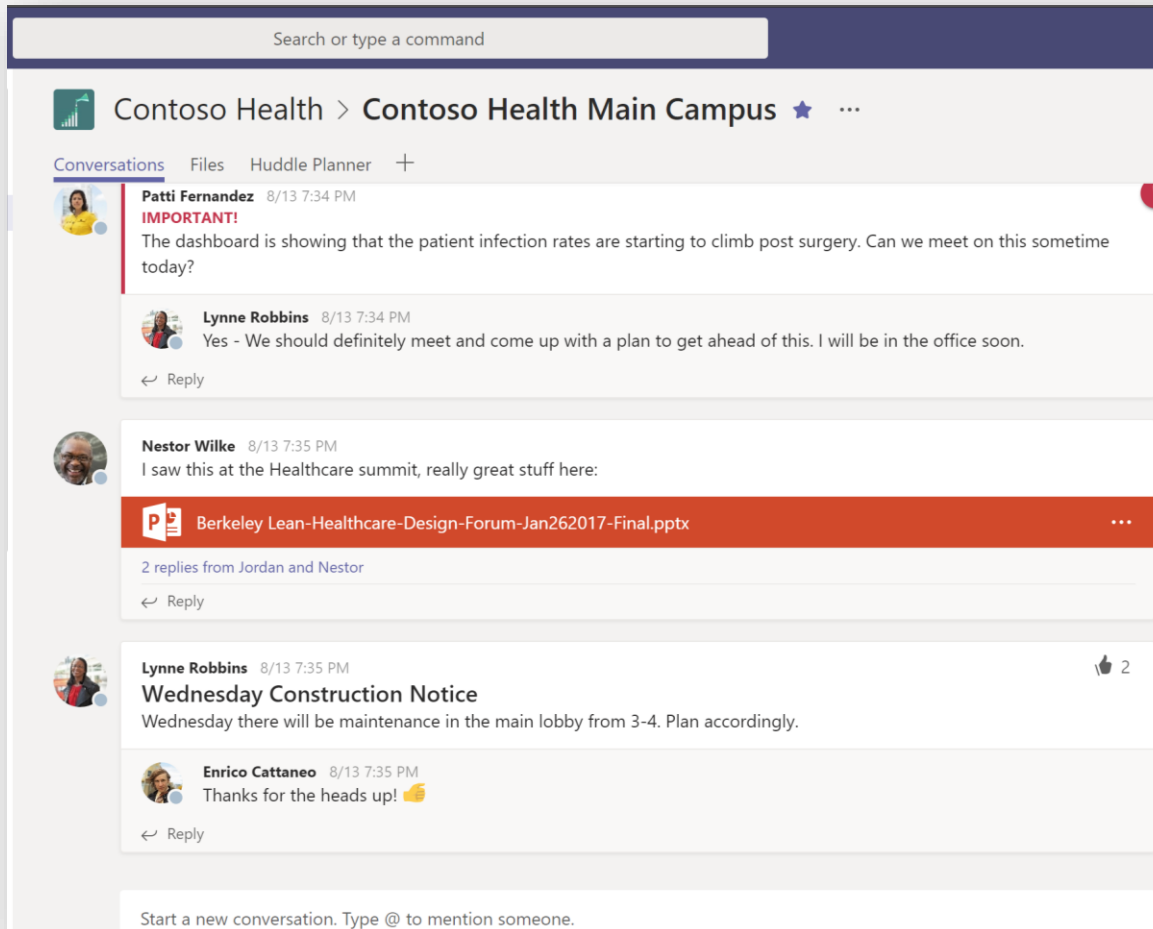 Search or type a command
Contoso Health > Contoso Health Main Campus
Conversations Files Huddle Planner +
Patti Fernandez 8/13 7:34 PM
IMPORTANT!
The dashboard is showing that the patient infection rates are starting to climb post surgery. Can we meet on this sometime
today?
Lynne Robbins 8/13 7:34 PM
Yes - We should definitely meet and come up with a plan to get ahead of this. I will be in the office soon.
Reply
Nestor Wilke 8/13 7:35 PM
I saw this at the Healthcare summit, really great stuff here:
P Berkeley Lean-Healthcare-Design-Forum-Jan262017-Final.pptx
2 replies from Jordan and Nestor
Reply
Lynne Robbins 8/13 7:35 PM 2
Wednesday Construction Notice
Wednesday there will be maintenance in the main lobby from 3-4. Plan accordingly.
Enrico Cattaneo 8/13 7:35 PM
Thanks for the heads up!
Reply
Start a new conversation. Type @ to mention someone.